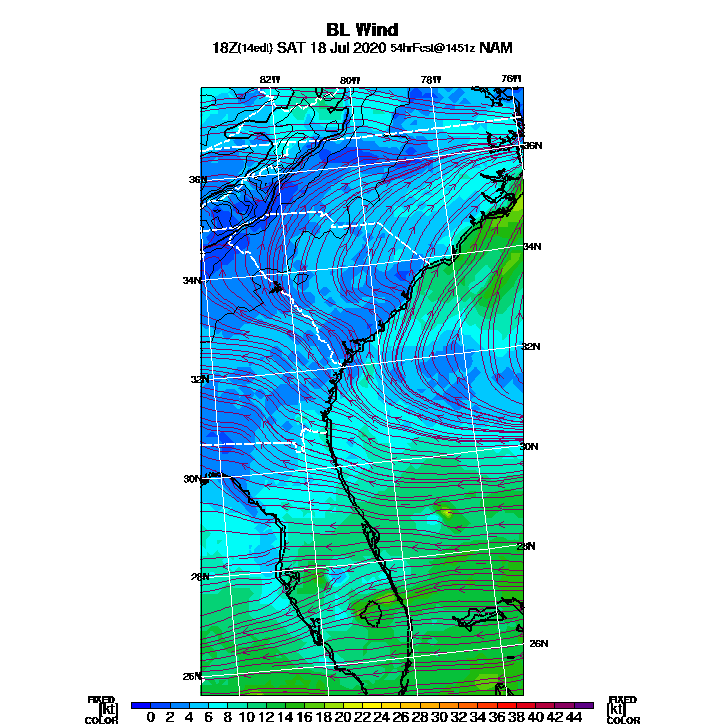 BL Wind
18Z(14edt) SAT 18 Jul 2020 54hrFcst@1451z NAM
82W 80W 78W 76W
36N
36N
34N
34N
32N
32N
30N
30N
28N
28N
26N
26N
FIXED FIXED
[kt] 0 2 4 6 8 10 12 14 16 18 20 22 24 26 28 30 32 34 36 38 40 42 44 [kt]
COLOR COLOR